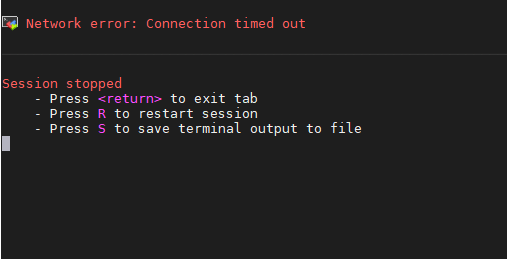 Network error: Connection timed out
Session stopped
- Press <return> to exit tab
- Press R to restart session
- Press S to save terminal output to file